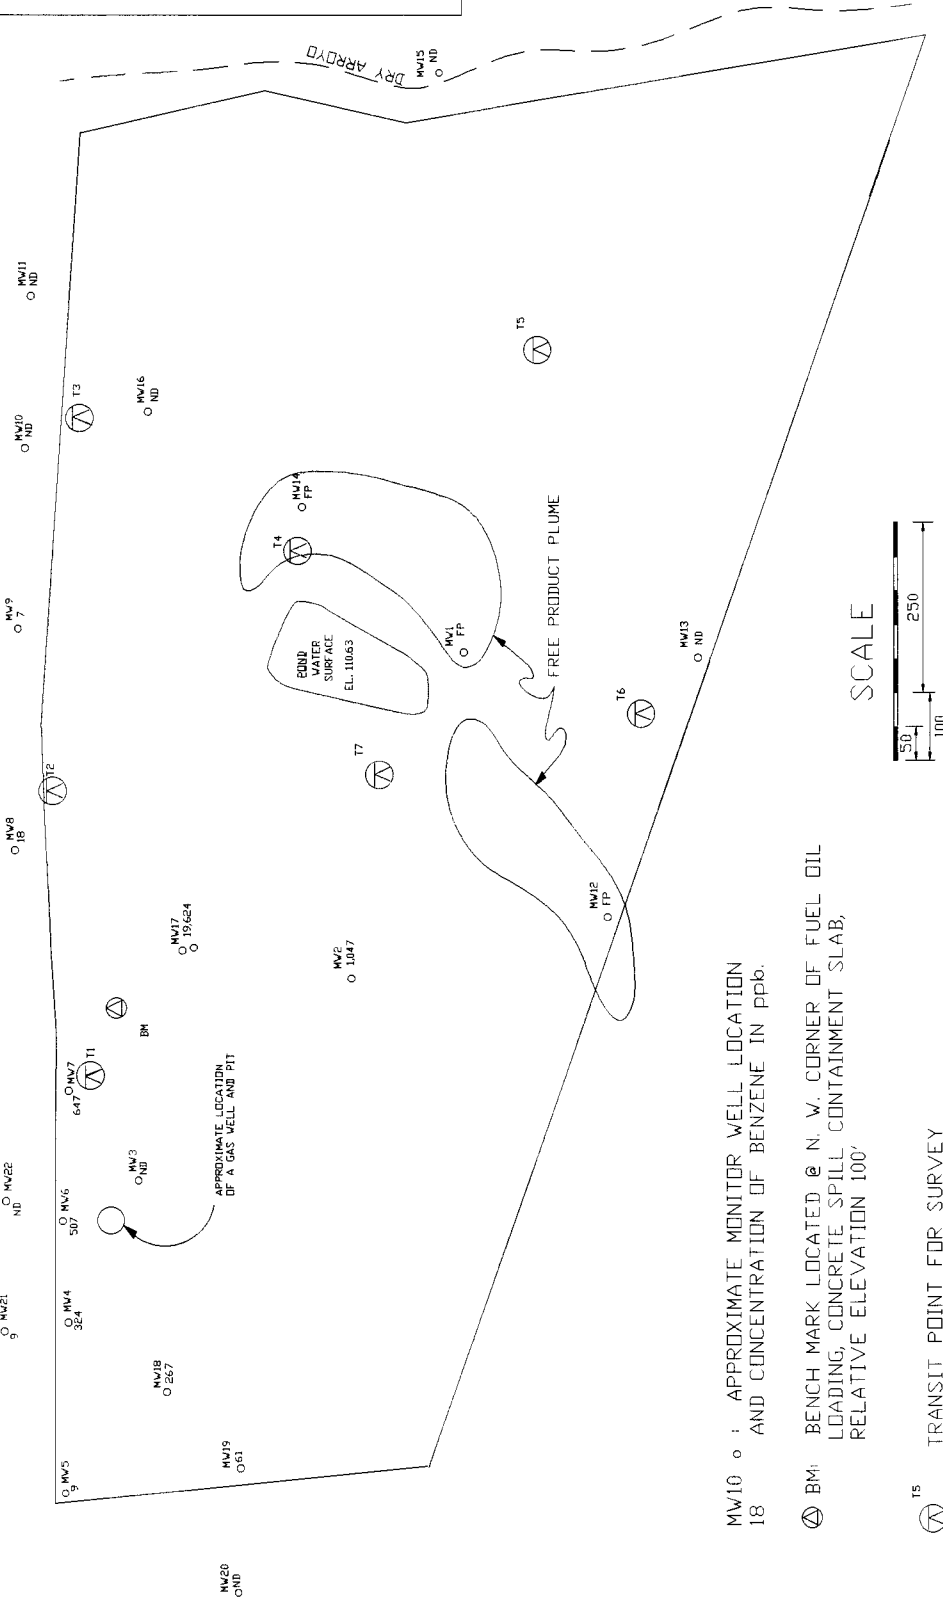 MW20
ND
MW5
9
MW19
61
MW18
267
MW21
9
MW4
324
MW6
507
MW22
ND
MW3
ND
MW7
647
T1
BM
APPROXIMATE LOCATION
OF A GAS WELL AND PIT
MW17
19,624
MW2
1,047
MW8
18
T2
MW9
7
T7
POND
WATER
SURFACE
EL. 110.63
MW12
FP
T6
MW13
ND
MW1
FP
FREE PRODUCT PLUME
T4
MW14
FP
MW10
ND
T3
MW16
ND
MW11
ND
T5
DRY ARROYO
MW15
ND
MW10 o : APPROXIMATE MONITOR WELL LOCATION
18 AND CONCENTRATION OF BENZENE IN ppb.
BM: BENCH MARK LOCATED @ N. W. CORNER OF FUEL OIL
LOADING, CONCRETE SPILL CONTAINMENT SLAB,
RELATIVE ELEVATION 100'
T5
TRANSIT POINT FOR SURVEY
SCALE
50
100
250